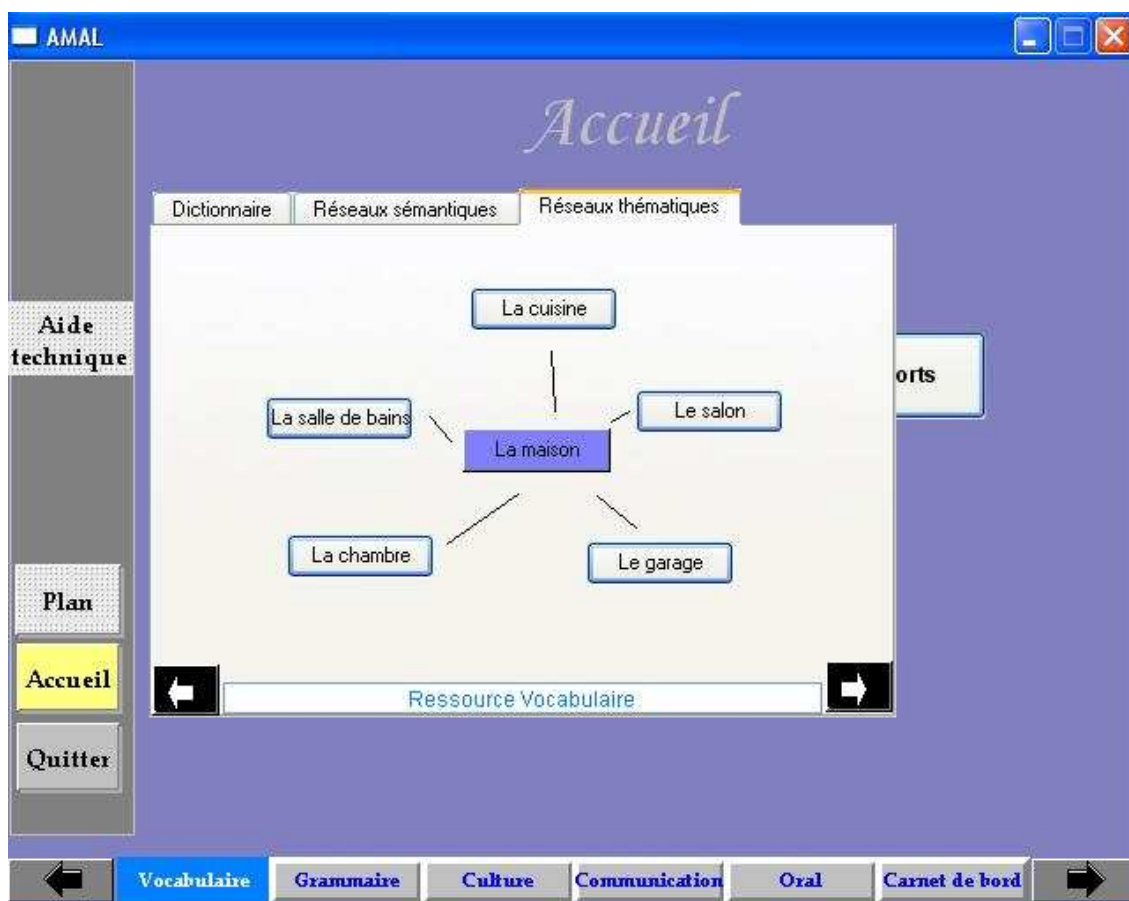 AMAL
Accueil
Dictionnaire
Réseaux sémantiques
Réseaux thématiques
La cuisine
Aide
technique
orts
La salle de bains
Le salon
La maison
La chambre
Le garage
Plan
Accueil
Ressource Vocabulaire
Quitter
Vocabulaire
Grammaire
Culture
Communication
Oral
Carnet de bord